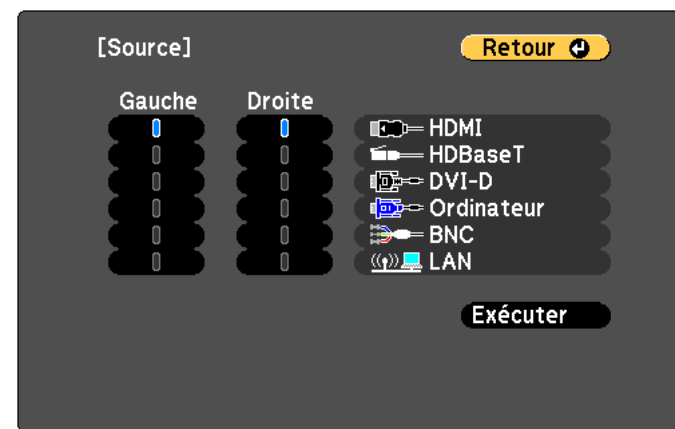 [Source] Retour
Gauche Droite
HDMI
HDBaseT
DVI-D
Ordinateur
BNC
LAN
Exécuter